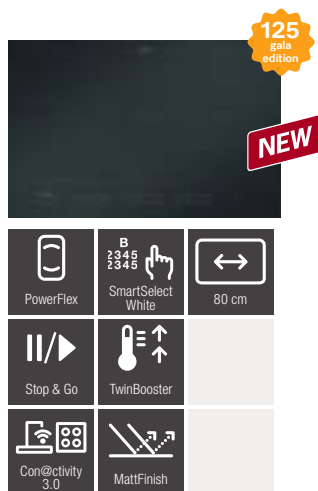 125
gala
edition
NEW
PowerFlex
B
2345
2345
SmartSelect
White
80 cm
Stop & Go
TwinBooster
Con@ctivity
3.0
MattFinish